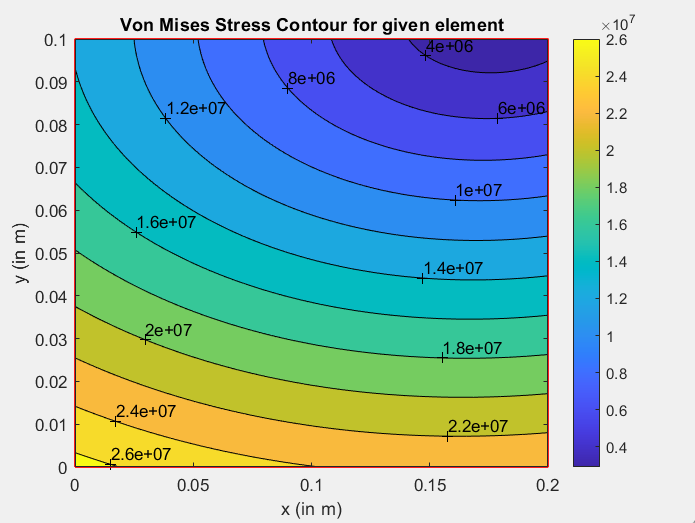 Von Mises Stress Contour for given element
×10⁷
0.1
0.09
0.08
0.07
0.06
0.05
0.04
0.03
0.02
0.01
0
y (in m)
4e+06
8e+06
6e+06
1.2e+07
1e+07
1.6e+07
1.4e+07
2e+07
1.8e+07
2.4e+07
2.2e+07
2.6e+07
0
0.05
0.1
0.15
0.2
x (in m)
2.6
2.4
2.2
2
1.8
1.6
1.4
1.2
1
0.8
0.6
0.4